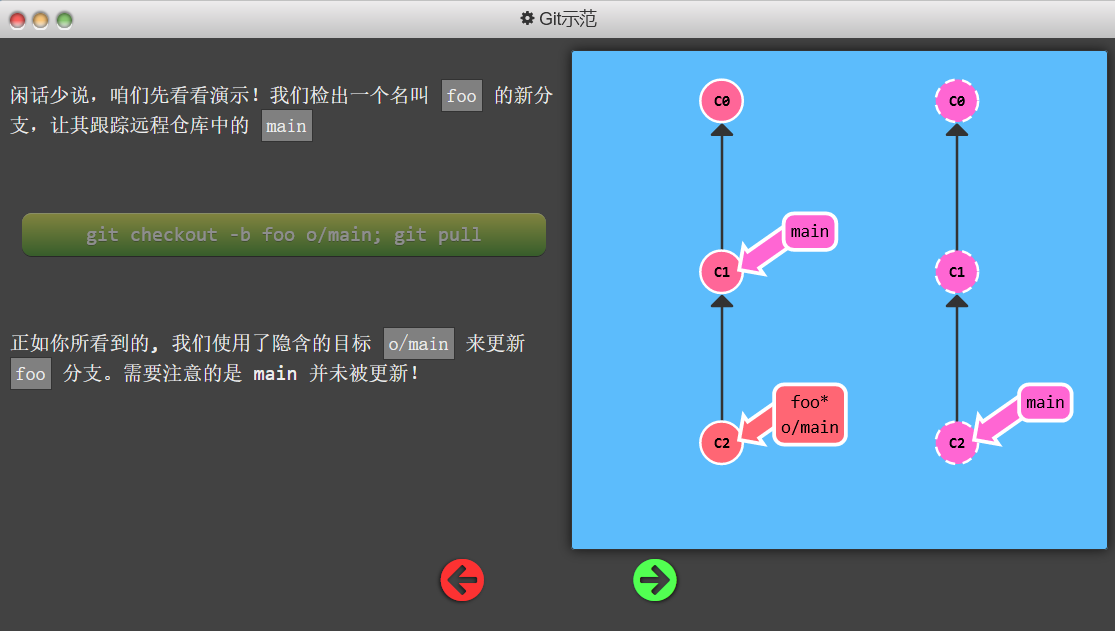 Git示范
闲话少说，咱们先看看演示！我们检出一个名叫 foo 的新分
支，让其跟踪远程仓库中的 main
git checkout -b foo o/main; git pull
正如你所看到的, 我们使用了隐含的目标 o/main 来更新
foo 分支。需要注意的是 main 并未被更新！
C0
C0
main
C1
C1
foo*
o/main
main
C2
C2